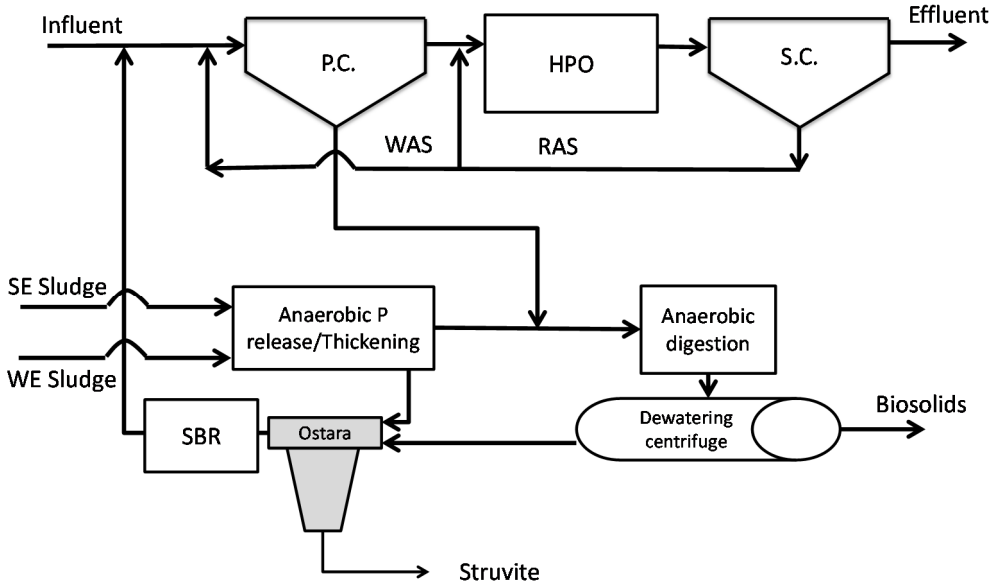 Influent
Effluent
P.C.
HPO
S.C.
WAS
RAS
SE Sludge
WE Sludge
Anaerobic P
release/Thickening
Anaerobic
digestion
SBR
Ostara
Dewatering
centrifuge
Biosolids
Struvite